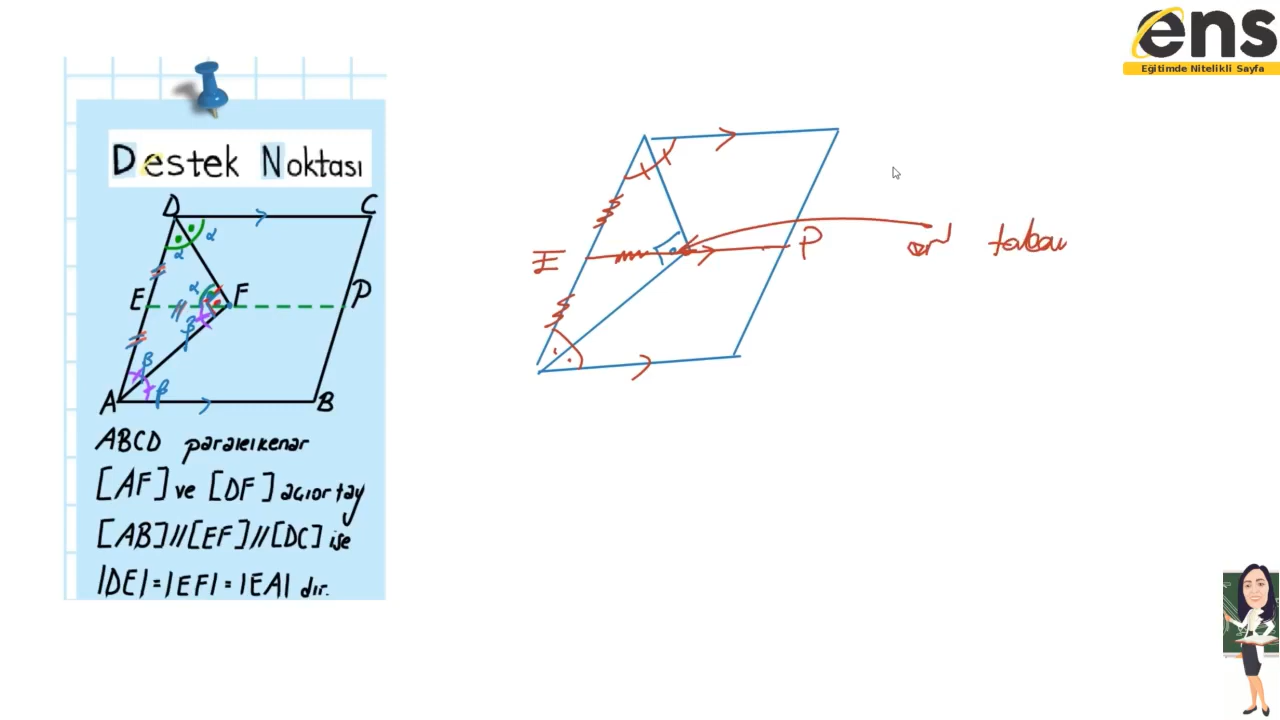 ens
Eğitimde Nitelikli Sayfa
Destek Noktası
D C
α
α
α
E F P
β
β
β
A B
ABCD paralelkenar
[AF] ve [DF] açıortay
[AB]//[EF]//[DC] ise
|DE|=|EF|=|EA| dır.
E P